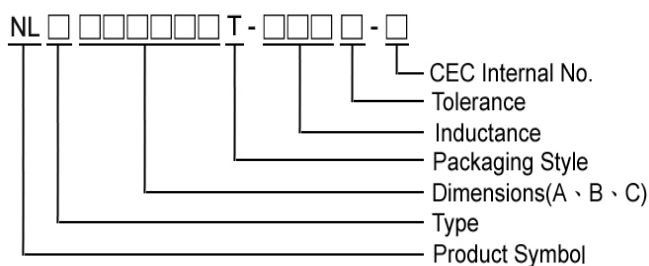 NL □ □□□□□□ T - □□□ □ - □
CEC Internal No.
Tolerance
Inductance
Packaging Style
Dimensions(A、B、C)
Type
Product Symbol